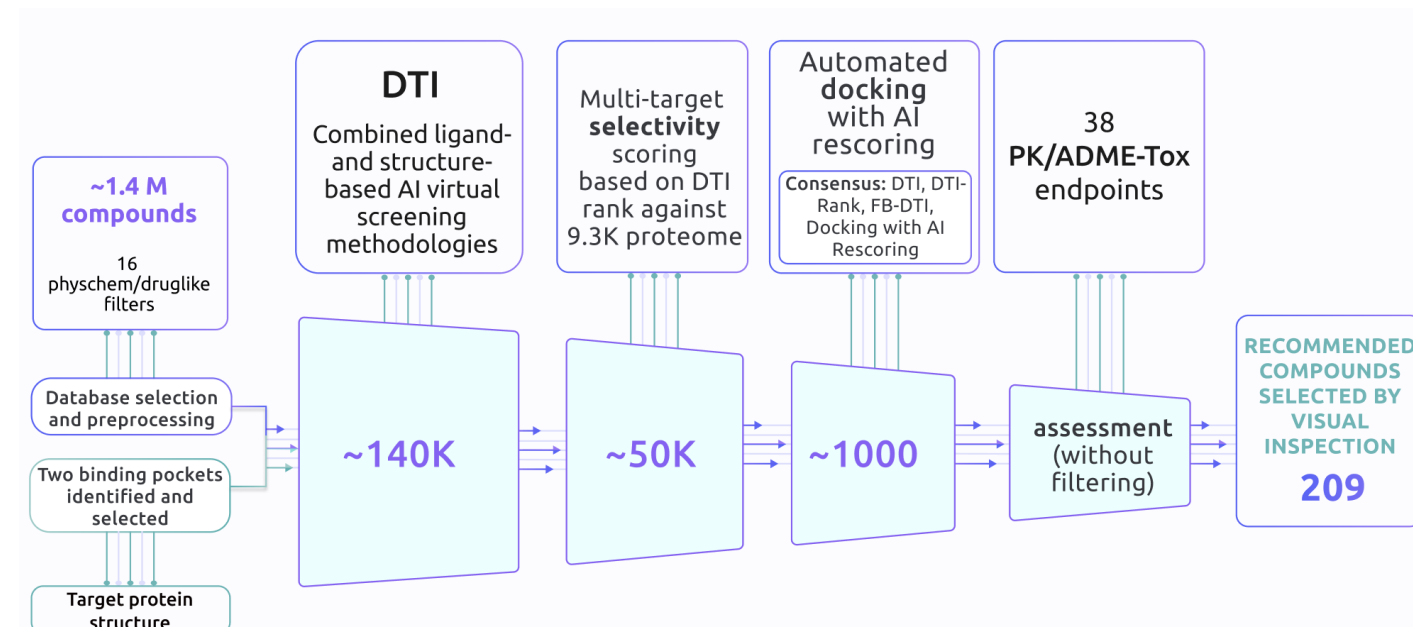 ~1.4 M
compounds
16
physchem/druglike
filters
Database selection
and preprocessing
Two binding pockets
identified and
selected
Target protein
structure
DTI
Combined ligand-
and structure-
based AI virtual
screening
methodologies
~140K
Multi-target
selectivity
scoring
based on DTI
rank against
9.3K proteome
~50K
Automated
docking
with AI
rescoring
Consensus: DTI, DTI-
Rank, FB-DTI,
Docking with AI
Rescoring
~1000
38
PK/ADME-Tox
endpoints
assessment
(without
filtering)
RECOMMENDED
COMPOUNDS
SELECTED BY
VISUAL
INSPECTION
209